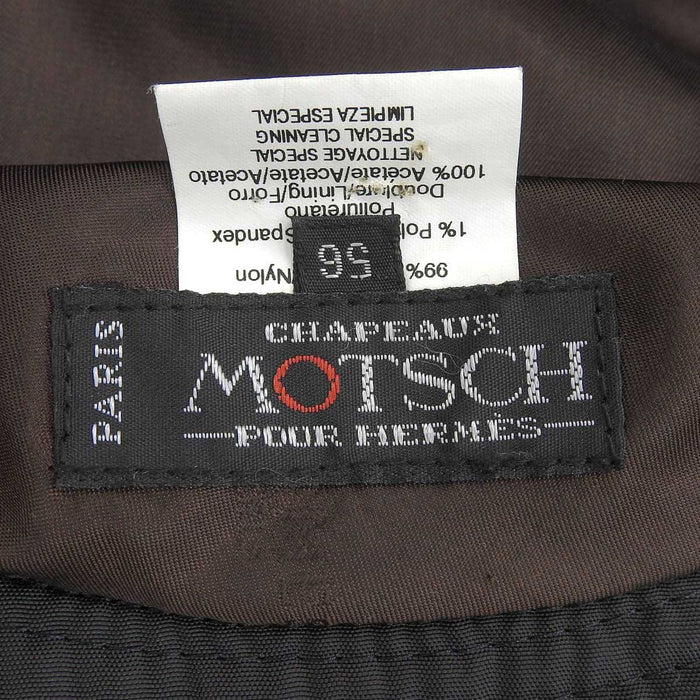 PARIS
CHAPEAUX
MOTSCH
POUR HERMÈS
56
99% /Nylon
1% Spandex
Poliuretano
Doublure/Lining/Forro
100% Acétate/Acetate/Acetato
NETTOYAGE SPECIAL
SPECIAL CLEANING
LIMPIEZA ESPECIAL